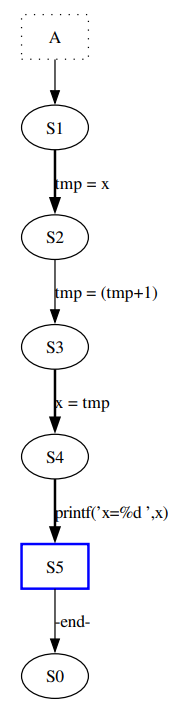 A
S1
tmp = x
S2
tmp = (tmp+1)
S3
x = tmp
S4
printf('x=%d ',x)
S5
-end-
S0